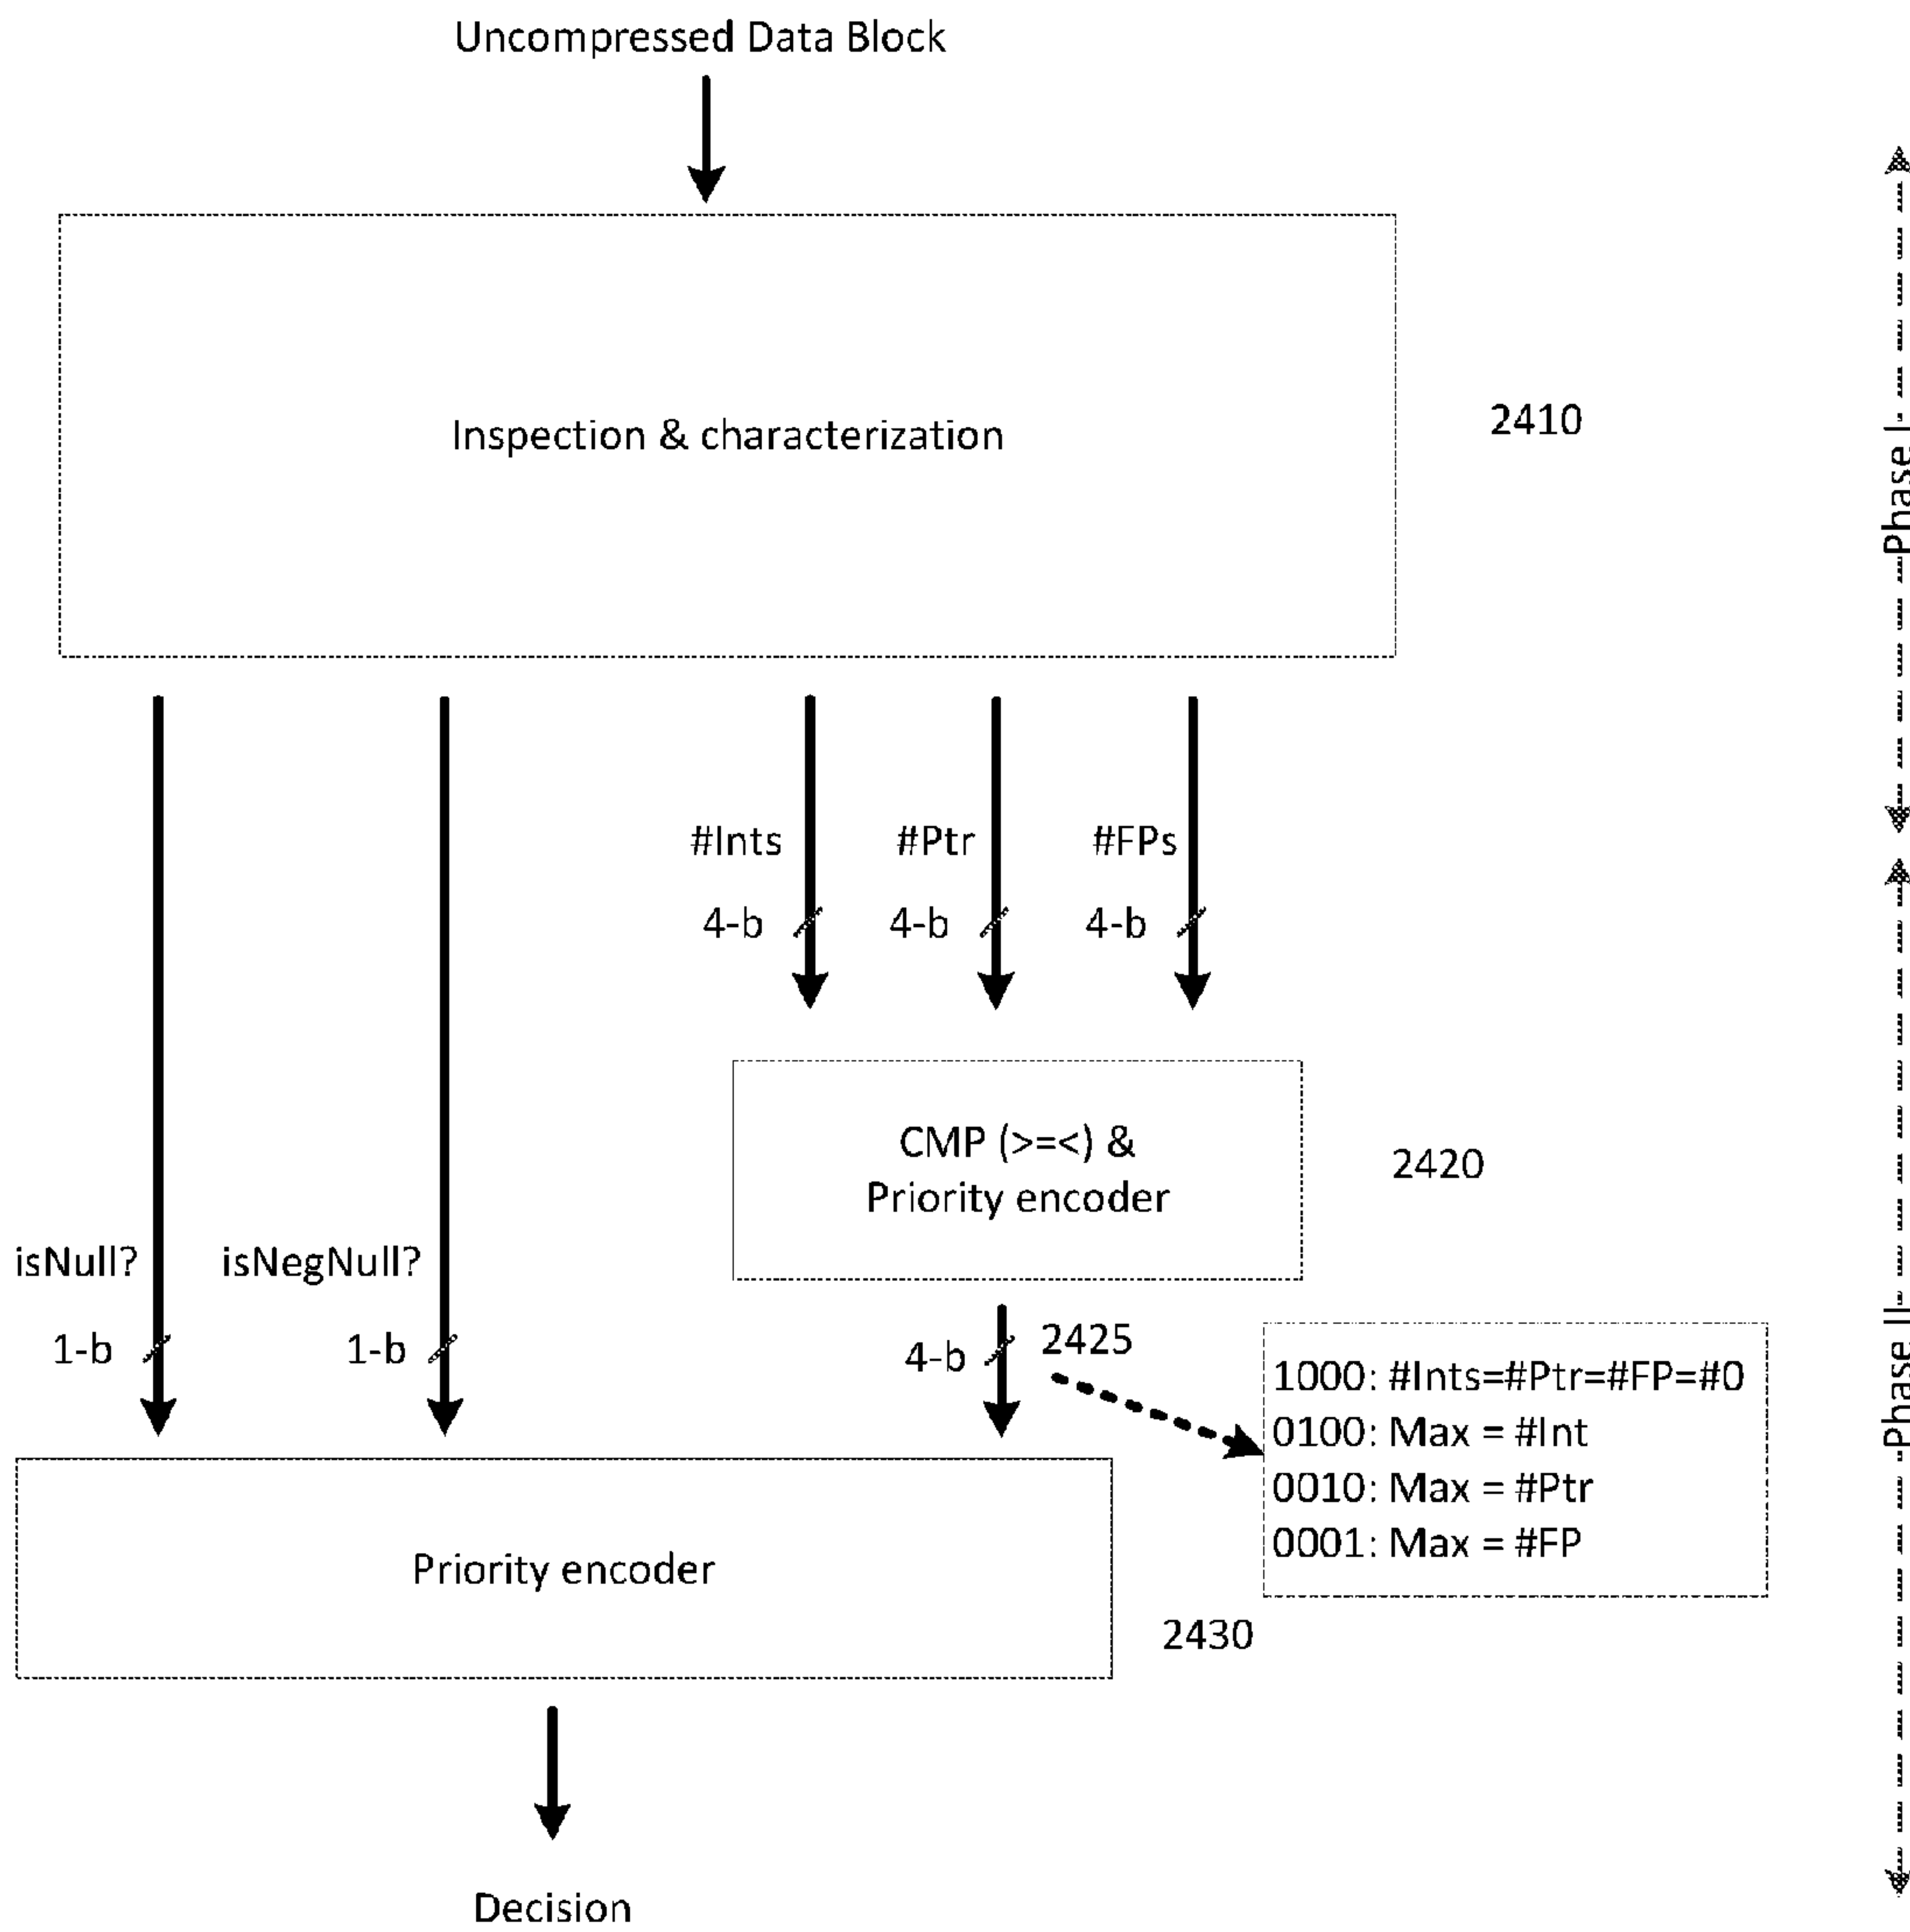 Uncompressed Data Block
Inspection & characterization
2410
Phase I
#Ints
#Ptr
#FPs
4-b
4-b
4-b
CMP (>=<) &
Priority encoder
2420
isNull?
isNegNull?
1-b
1-b
4-b
2425
1000: #Ints=#Ptr=#FP=#0
0100: Max = #Int
0010: Max = #Ptr
0001: Max = #FP
Phase II
Priority encoder
2430
Decision